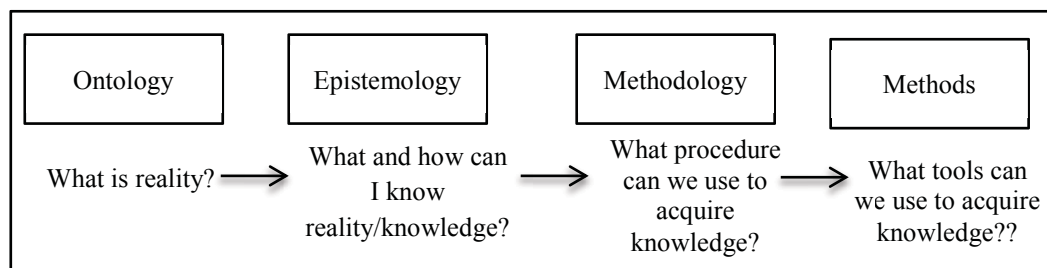 Ontology
Epistemology
Methodology
Methods
What is reality?
What and how can
I know
reality/knowledge?
What procedure
can we use to
acquire
knowledge?
What tools can
we use to acquire
knowledge??